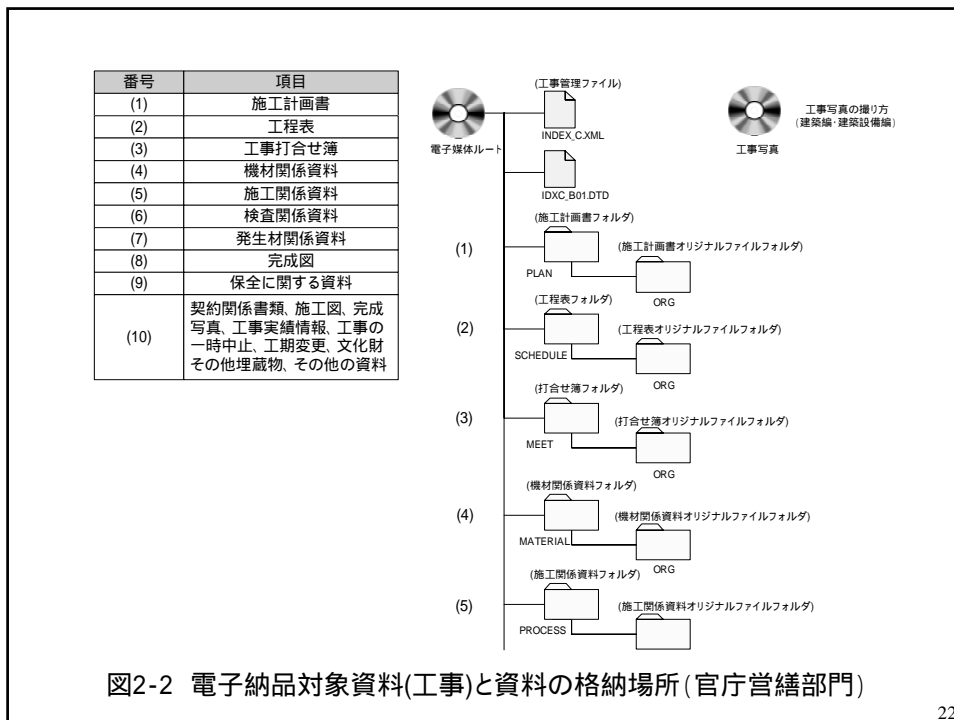 番号 項目
(1) 施工計画書
(2) 工程表
(3) 工事打合せ簿
(4) 機材関係資料
(5) 施工関係資料
(6) 検査関係資料
(7) 発生材関係資料
(8) 完成図
(9) 保全に関する資料
(10) 契約関係書類、施工図、完成
写真、工事実績情報、工事の
一時中止、工期変更、文化財
その他埋蔵物、その他の資料
(工事管理ファイル)
電子媒体ルート
INDEX_C.XML
IDXC_B01.DTD
工事写真
工事写真の撮り方
(建築編・建築設備編)
(施工計画書フォルダ)
(1)
(施工計画書オリジナルファイルフォルダ)
PLAN
ORG
(工程表フォルダ)
(2)
(工程表オリジナルファイルフォルダ)
SCHEDULE
ORG
(打合せ簿フォルダ)
(3)
(打合せ簿オリジナルファイルフォルダ)
MEET
ORG
(機材関係資料フォルダ)
(4)
(機材関係資料オリジナルファイルフォルダ)
MATERIAL
ORG
(施工関係資料フォルダ)
(5)
(施工関係資料オリジナルファイルフォルダ)
PROCESS
図2-2 電子納品対象資料(工事)と資料の格納場所(官庁営繕部門)
22